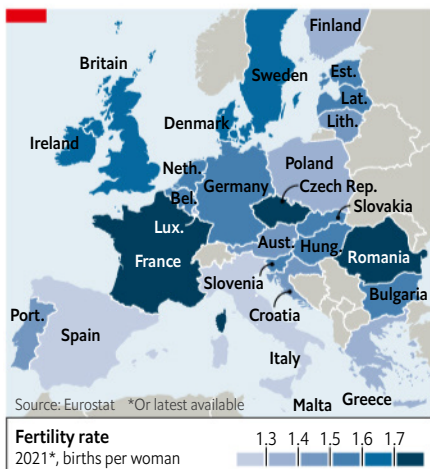 Finland
Britain
Sweden
Est.
Lat.
Denmark
Lith.
Ireland
Neth.
Poland
Germany
Czech Rep.
Bel.
Slovakia
Lux.
Aust.
Hung.
France
Romania
Slovenia
Bulgaria
Port.
Spain
Croatia
Italy
Source: Eurostat *Or latest available
Malta
Greece
Fertility rate
2021*, births per woman
1.3 1.4 1.5 1.6 1.7